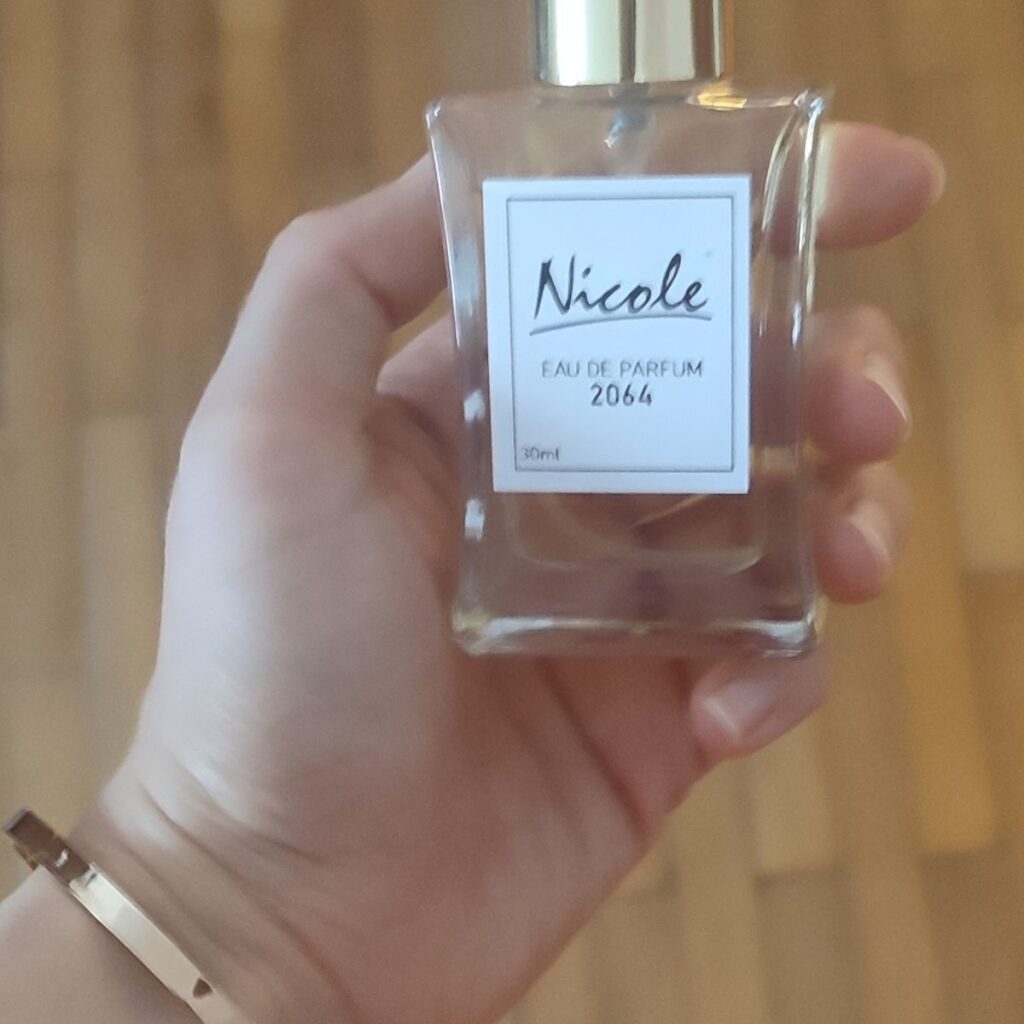 Nicole
EAU DE PARFUM
2064
30ml